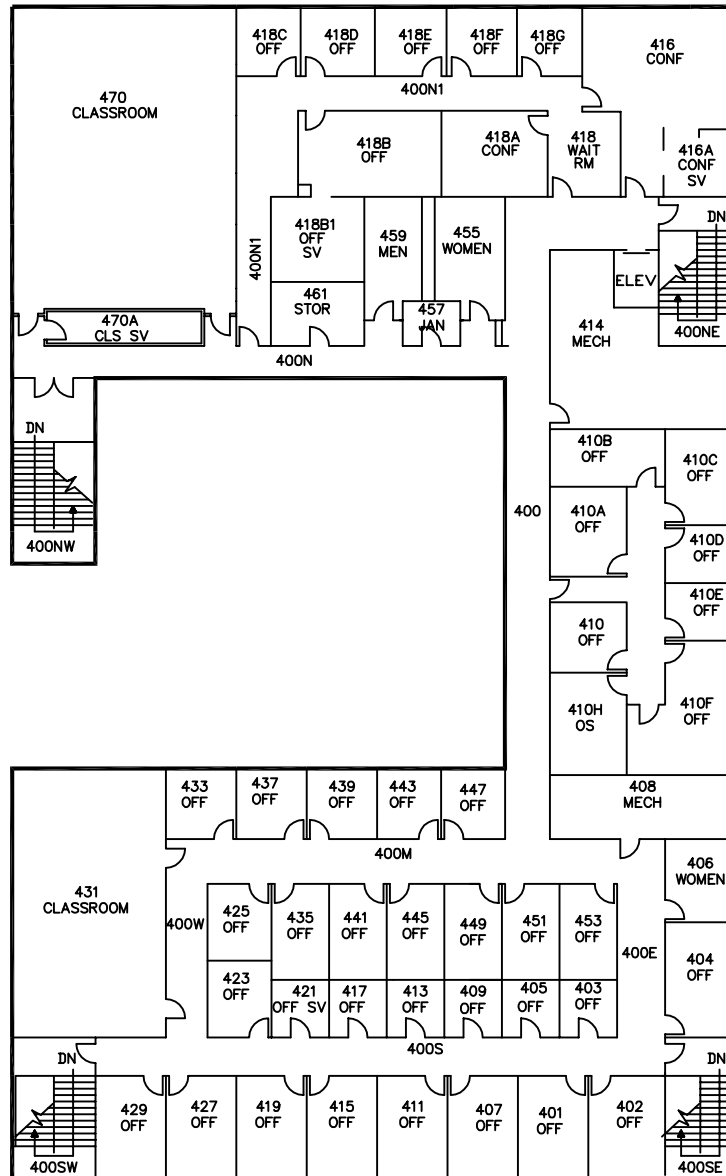 418C
OFF
418D
OFF
418E
OFF
418F
OFF
418G
OFF
416
CONF
400N1
470
CLASSROOM
418B
OFF
418A
CONF
418
WAIT
RM
416A
CONF
SV
DN
418B1
OFF
SV
459
MEN
455
WOMEN
400N1
ELEV
461
STOR
457
JAN
470A
CLS SV
400NE
414
MECH
400N
DN
410B
OFF
410C
OFF
400
410A
OFF
410D
OFF
400NW
410E
OFF
410
OFF
410H
OS
410F
OFF
433
OFF
437
OFF
439
OFF
443
OFF
447
OFF
408
MECH
400M
406
WOMEN
431
CLASSROOM
400W
425
OFF
435
OFF
441
OFF
445
OFF
449
OFF
451
OFF
453
OFF
400E
404
OFF
423
OFF
421
OFF SV
417
OFF
413
OFF
409
OFF
405
OFF
403
OFF
400S
DN
DN
429
OFF
427
OFF
419
OFF
415
OFF
411
OFF
407
OFF
401
OFF
402
OFF
400SW
400SE